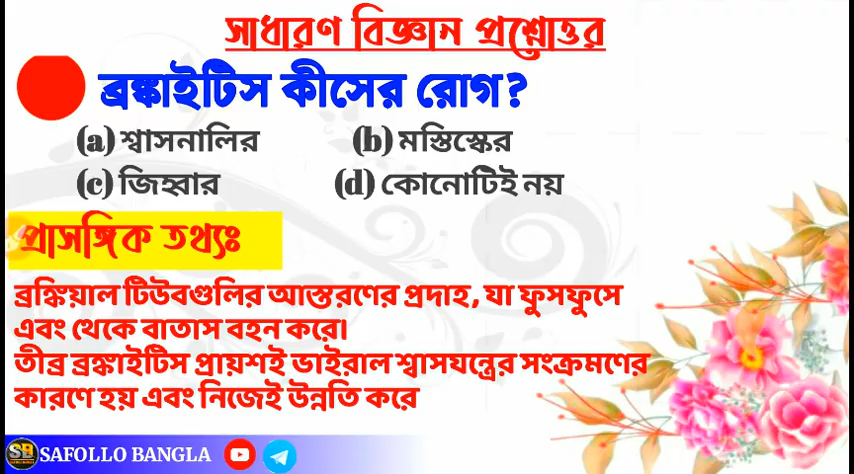 সাধারণ বিজ্ঞান প্রশ্নোত্তর
ব্রঙ্কাইটিস কীসের রোগ?
(a) শ্বাসনালির (b) মস্তিস্কের
(c) জিহ্বার (d) কোনোটিই নয়
প্রাসঙ্গিক তথ্যঃ
ব্রঙ্কিয়াল টিউবগুলির আস্তরণের প্রদাহ, যা ফুসফুসে
এবং থেকে বাতাস বহন করে।
তীব্র ব্রঙ্কাইটিস প্রায়শই ভাইরাল শ্বাসযন্ত্রের সংক্রমণের
কারণে হয় এবং নিজেই উন্নতি করে
SB SAFOLLO BANGLA